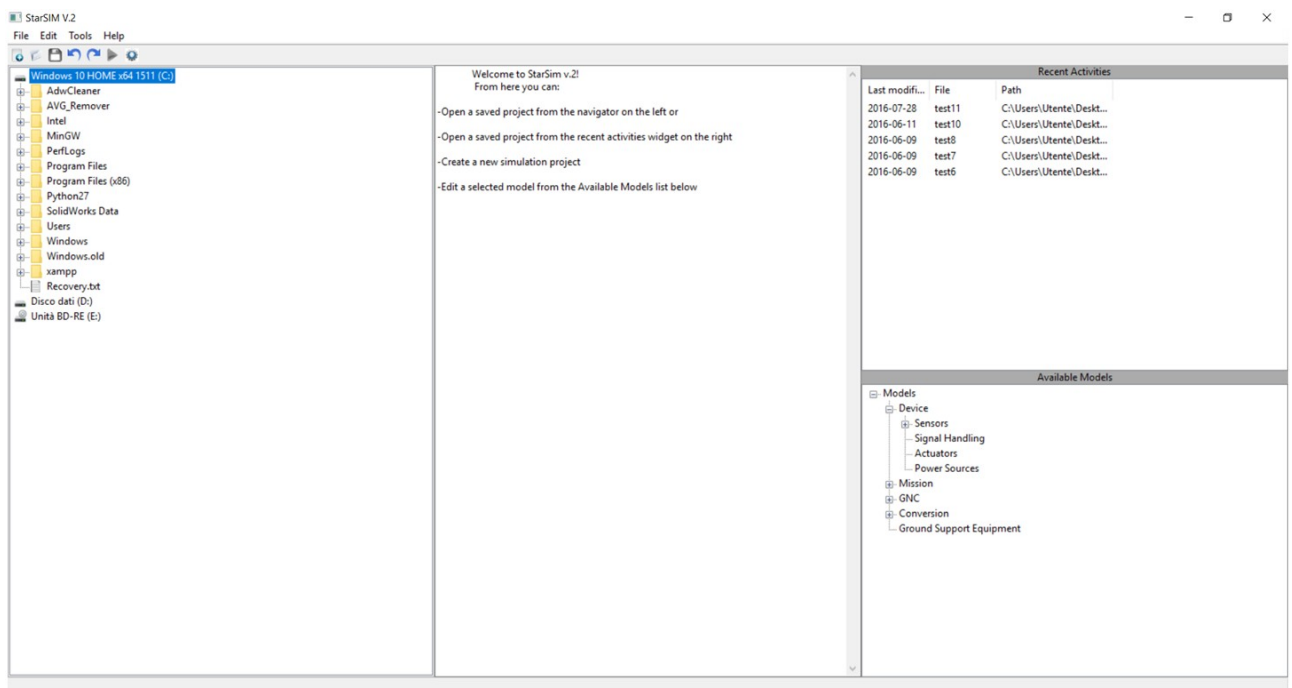 StarSIM V.2
File Edit Tools Help
Windows 10 HOME x64 1511 (C:)
AdwCleaner
AVG_Remover
Intel
MinGW
PerfLogs
Program Files
Program Files (x86)
Python27
SolidWorks Data
Users
Windows
Windows.old
xampp
Recovery.txt
Disco dati (D:)
Unità BD-RE (E:)
Welcome to StarSim v.2!
From here you can:
-Open a saved project from the navigator on the left or
-Open a saved project from the recent activities widget on the right
-Create a new simulation project
-Edit a selected model from the Available Models list below
Recent Activities
Last modifi... File Path
2016-07-28 test11 C:\Users\Utente\Deskt...
2016-06-11 test10 C:\Users\Utente\Deskt...
2016-06-09 test8 C:\Users\Utente\Deskt...
2016-06-09 test7 C:\Users\Utente\Deskt...
2016-06-09 test6 C:\Users\Utente\Deskt...
Available Models
Models
Device
Sensors
Signal Handling
Actuators
Power Sources
Mission
GNC
Conversion
Ground Support Equipment